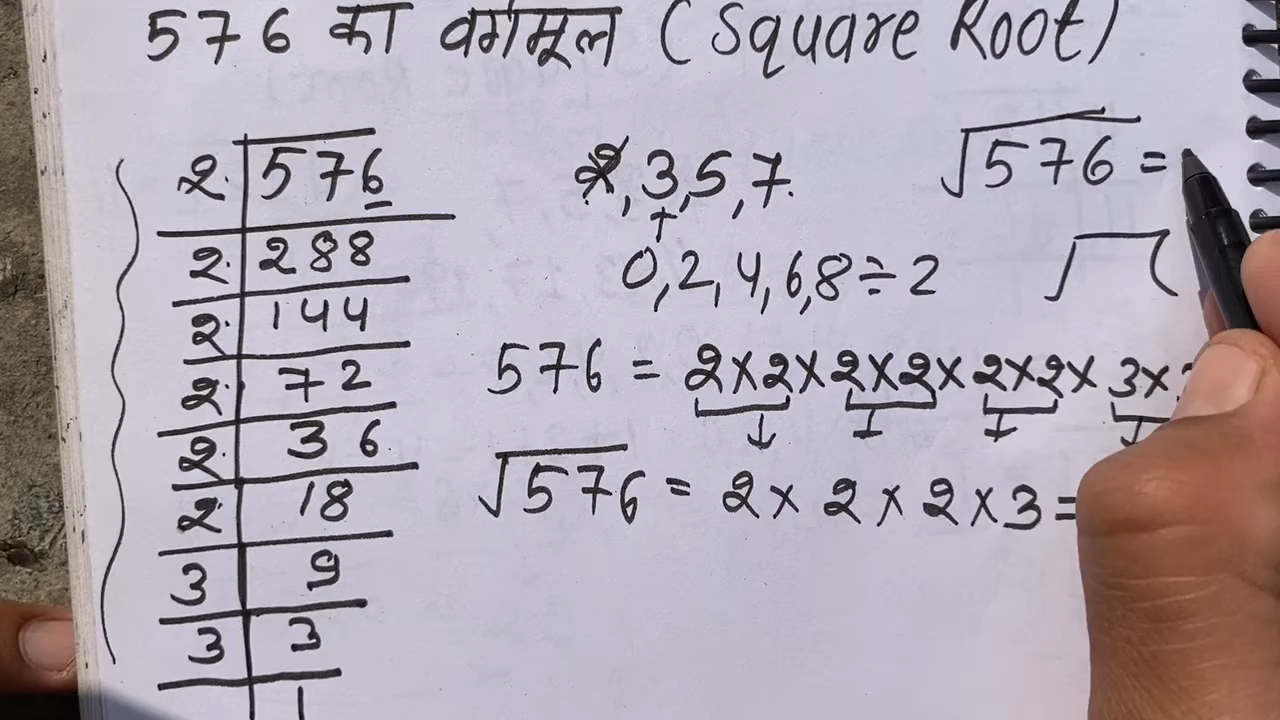 576 का वर्गमूल (Square Root)
2. 576
2. 288
2. 144
2. 72
2. 36
2. 18
3 9
3 3
1
2, 3, 5, 7.
0, 2, 4, 6, 8 ÷ 2
√576 =
576 = 2×2×2×2×2×2×3×
√576 = 2 × 2 × 2 × 3 =